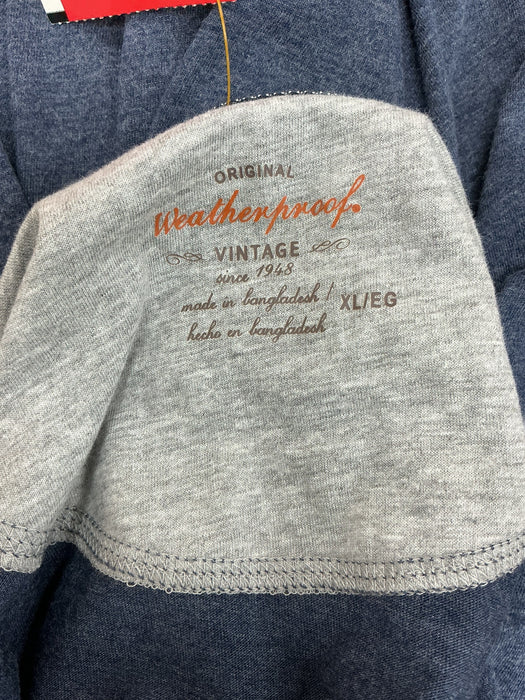 ORIGINAL
Weatherproof.
VINTAGE
since 1948
made in bangladesh / XL/EG
hecho en bangladesh